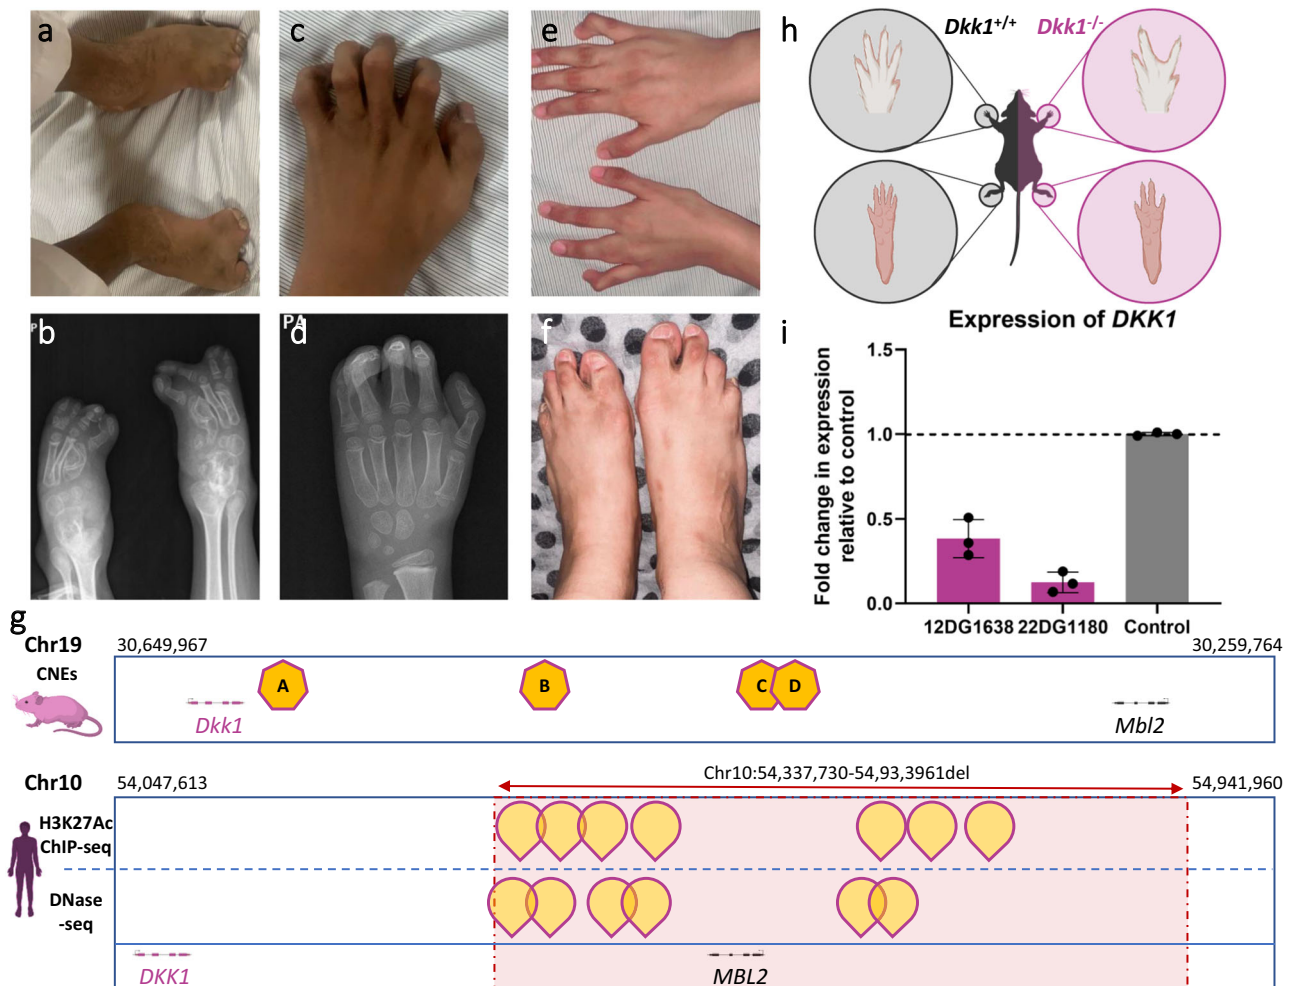 a
c
e
h
Dkk1+/+
Dkk1-/-
b
P
d
PA
f
i
Expression of DKK1
Fold change in expression
relative to control
1.5
1.0
0.5
0.0
12DG1638
22DG1180
Control
g
Chr19
30,649,967
30,259,764
CNEs
A
B
C
D
Dkk1
Mbl2
Chr10
54,047,613
Chr10:54,337,730-54,93,3961del
54,941,960
H3K27Ac
ChIP-seq
DNase
-seq
DKK1
MBL2